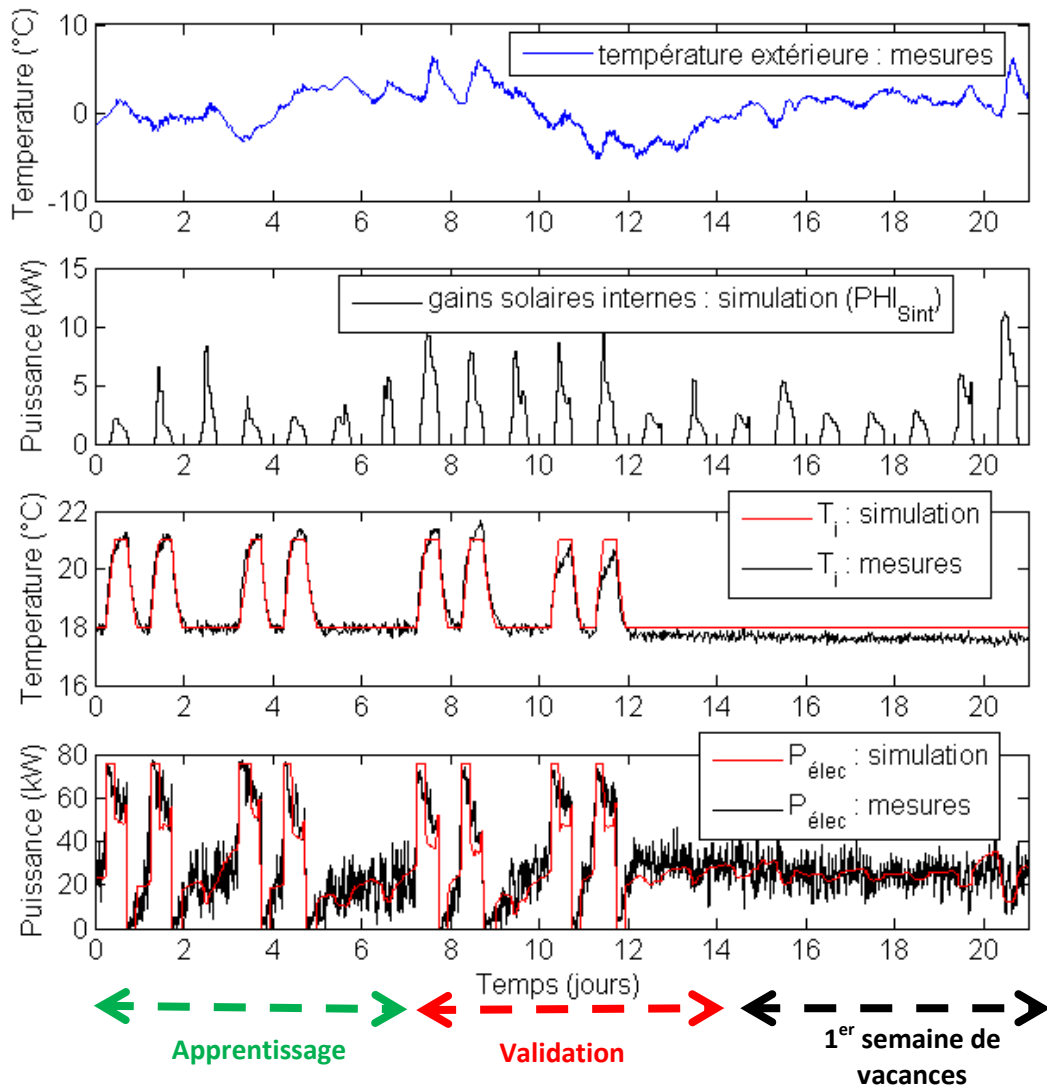 10
0
-10
Temperature (°C)
température extérieure : mesures
0 2 4 6 8 10 12 14 16 18 20
15
10
5
0
Puissance (kW)
gains solaires internes : simulation (PHI_Sint)
0 2 4 6 8 10 12 14 16 18 20
22
20
18
16
Temperature (°C)
T_i : simulation
T_i : mesures
0 2 4 6 8 10 12 14 16 18 20
80
60
40
20
0
Puissance (kW)
P_élec : simulation
P_élec : mesures
0 2 4 6 8 10 12 14 16 18 20
Temps (jours)
Apprentissage
Validation
1er semaine de
vacances